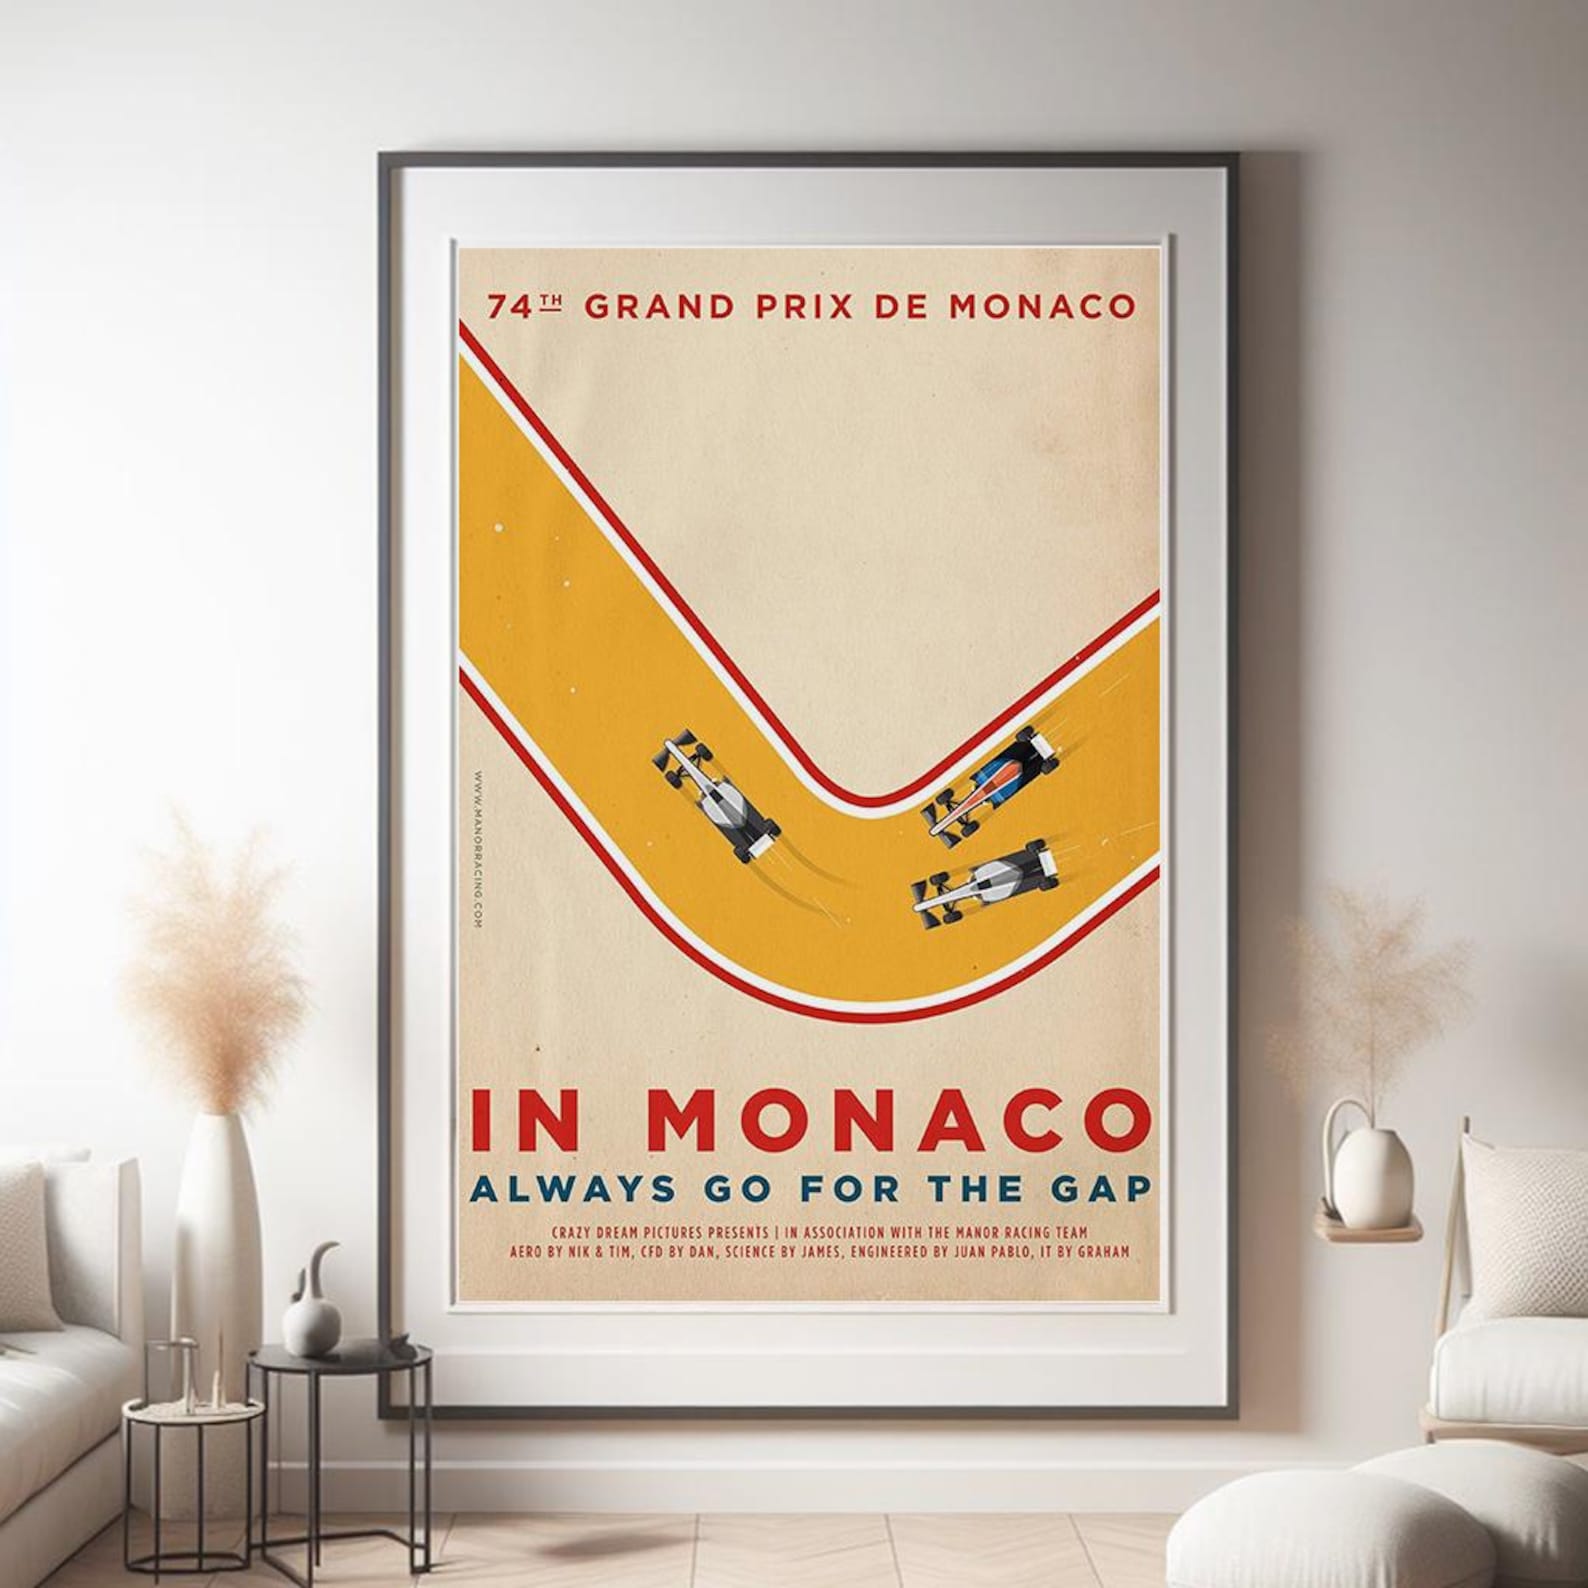 74TH GRAND PRIX DE MONACO
WWW.MANORRACING.COM
IN MONACO
ALWAYS GO FOR THE GAP
CRAZY DREAM PICTURES PRESENTS | IN ASSOCIATION WITH THE MANOR RACING TEAM
AERO BY NIK & TIM, CFD BY DAN, SCIENCE BY JAMES, ENGINEERED BY JUAN PABLO, IT BY GRAHAM